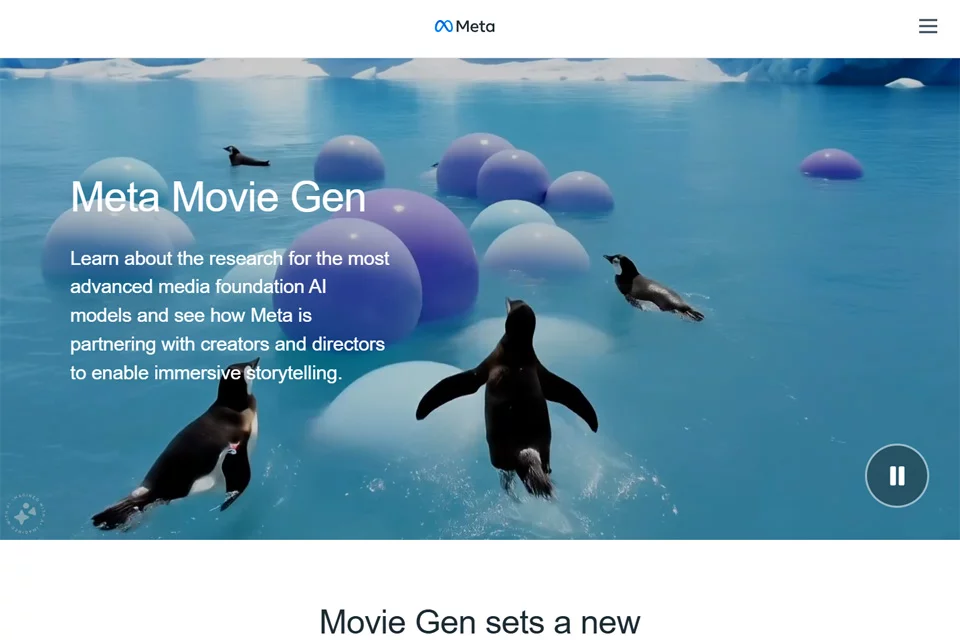 Meta
Meta Movie Gen
Learn about the research for the most
advanced media foundation AI
models and see how Meta is
partnering with creators and directors
to enable immersive storytelling.
Movie Gen sets a new